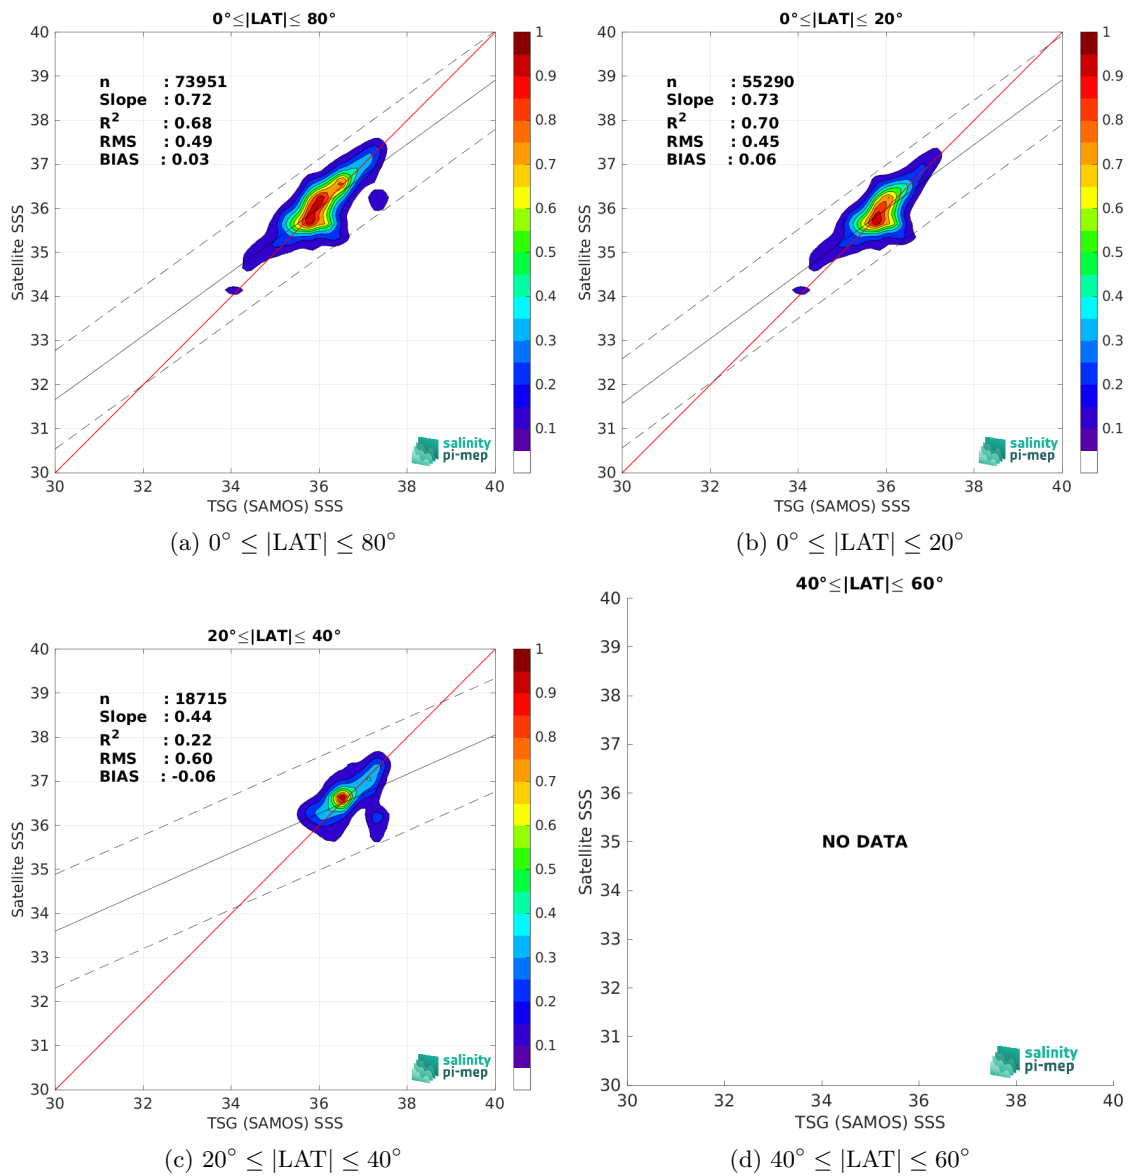 0°≤|LAT|≤ 80°
n : 73951
Slope : 0.72
R² : 0.68
RMS : 0.49
BIAS : 0.03
40
39
38
37
36
35
34
33
32
31
30
Satellite SSS
30 32 34 36 38 40
TSG (SAMOS) SSS
1
0.9
0.8
0.7
0.6
0.5
0.4
0.3
0.2
0.1
salinity
pi-mep
(a) 0° ≤ |LAT| ≤ 80°
0°≤|LAT|≤ 20°
n : 55290
Slope : 0.73
R² : 0.70
RMS : 0.45
BIAS : 0.06
40
39
38
37
36
35
34
33
32
31
30
Satellite SSS
30 32 34 36 38 40
TSG (SAMOS) SSS
1
0.9
0.8
0.7
0.6
0.5
0.4
0.3
0.2
0.1
salinity
pi-mep
(b) 0° ≤ |LAT| ≤ 20°
20°≤|LAT|≤ 40°
n : 18715
Slope : 0.44
R² : 0.22
RMS : 0.60
BIAS : -0.06
40
39
38
37
36
35
34
33
32
31
30
Satellite SSS
30 32 34 36 38 40
TSG (SAMOS) SSS
1
0.9
0.8
0.7
0.6
0.5
0.4
0.3
0.2
0.1
salinity
pi-mep
(c) 20° ≤ |LAT| ≤ 40°
40°≤|LAT|≤ 60°
40
39
38
37
36
35
34
33
32
31
30
Satellite SSS
NO DATA
30 32 34 36 38 40
TSG (SAMOS) SSS
salinity
pi-mep
(d) 40° ≤ |LAT| ≤ 60°